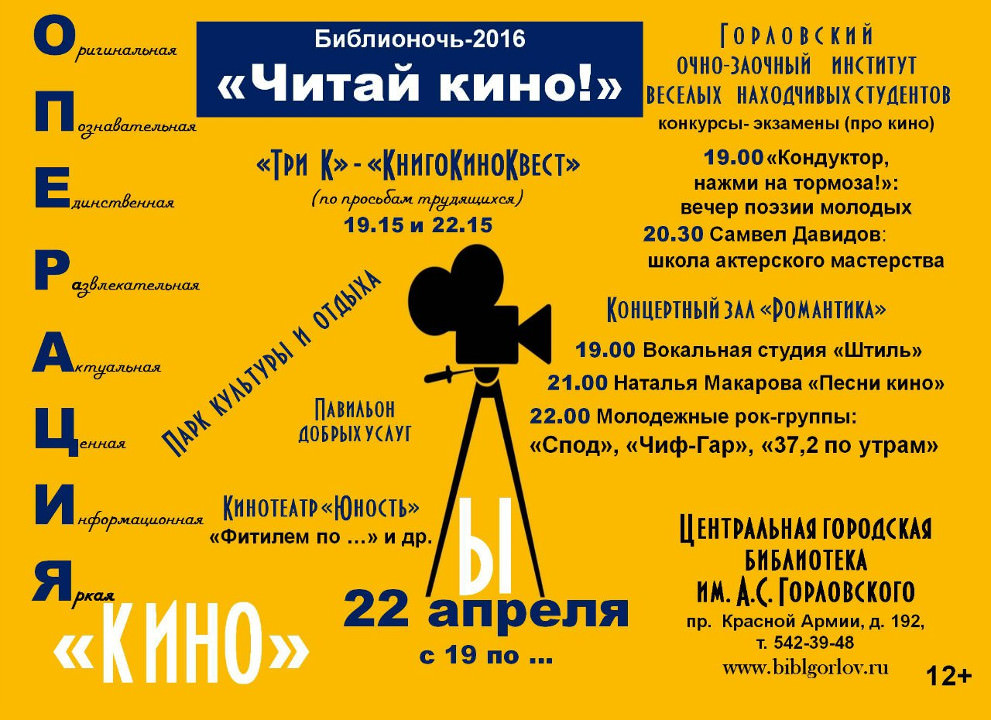 Оригинальная
Познавательная
Единственная
Развлекательная
Актуальная
Ценная
Информационная
Яркая
«КИНО»
Библионочь-2016
«Читай кино!»
«Три К» - «КнигоКиноКвест»
(по просьбам трудящихся)
19.15 и 22.15
Парк культуры и отдыха
Павильон
добрых услуг
Кинотеатр «Юность»
«Фитилем по ...» и др.
Ы
22 апреля
с 19 по ...
Горловский
очно-заочный институт
веселых находчивых студентов
конкурсы- экзамены (про кино)
19.00 «Кондуктор,
нажми на тормоза!»:
вечер поэзии молодых
20.30 Самвел Давидов:
школа актерского мастерства
Концертный зал «Романтика»
19.00 Вокальная студия «Штиль»
21.00 Наталья Макарова «Песни кино»
22.00 Молодежные рок-группы:
«Спод», «Чиф-Гар», «37,2 по утрам»
Центральная городская
библиотека
им. А.С. Горловского
пр. Красной Армии, д. 192,
т. 542-39-48
www.biblgorlov.ru
12+